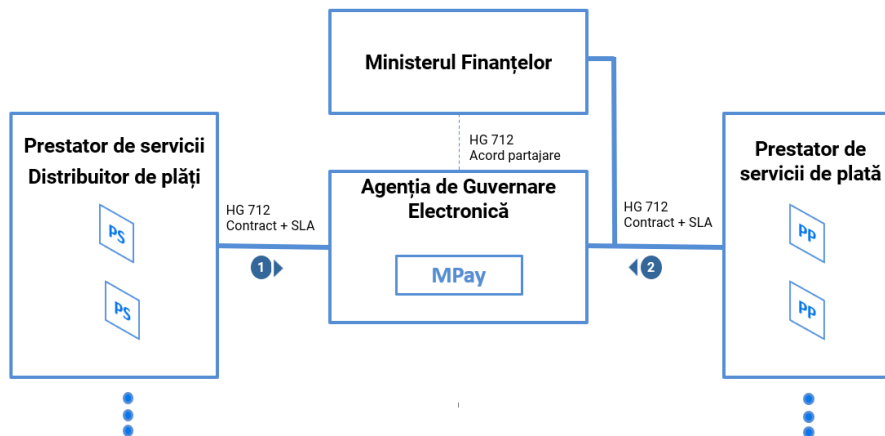 Ministerul Finanțelor
HG 712
Acord partajare
Prestator de servicii
Distribuitor de plăți
PS
PS
HG 712
Contract + SLA
1
Agenția de Guvernare
Electronică
MPay
HG 712
Contract + SLA
2
Prestator de
servicii de plată
PP
PP